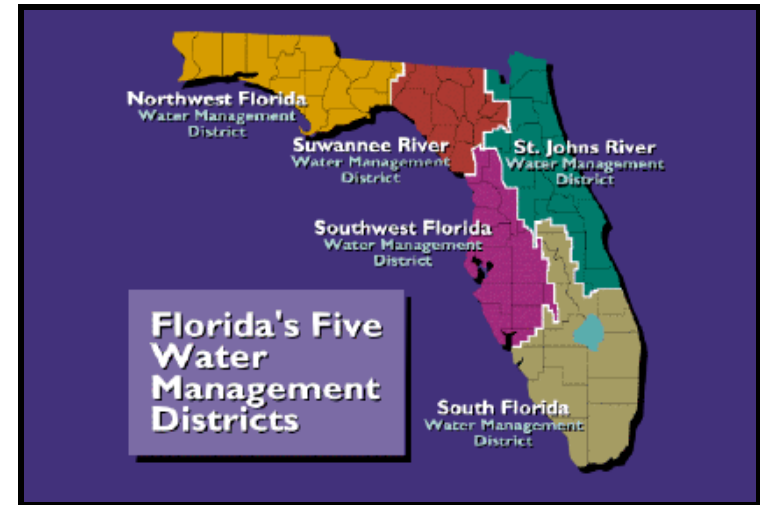 Northwest Florida
Water Management
District
Suwannee River
Water Management
District
St. Johns River
Water Management
District
Southwest Florida
Water Management
District
Florida's Five
Water
Management
Districts
South Florida
Water Management
District